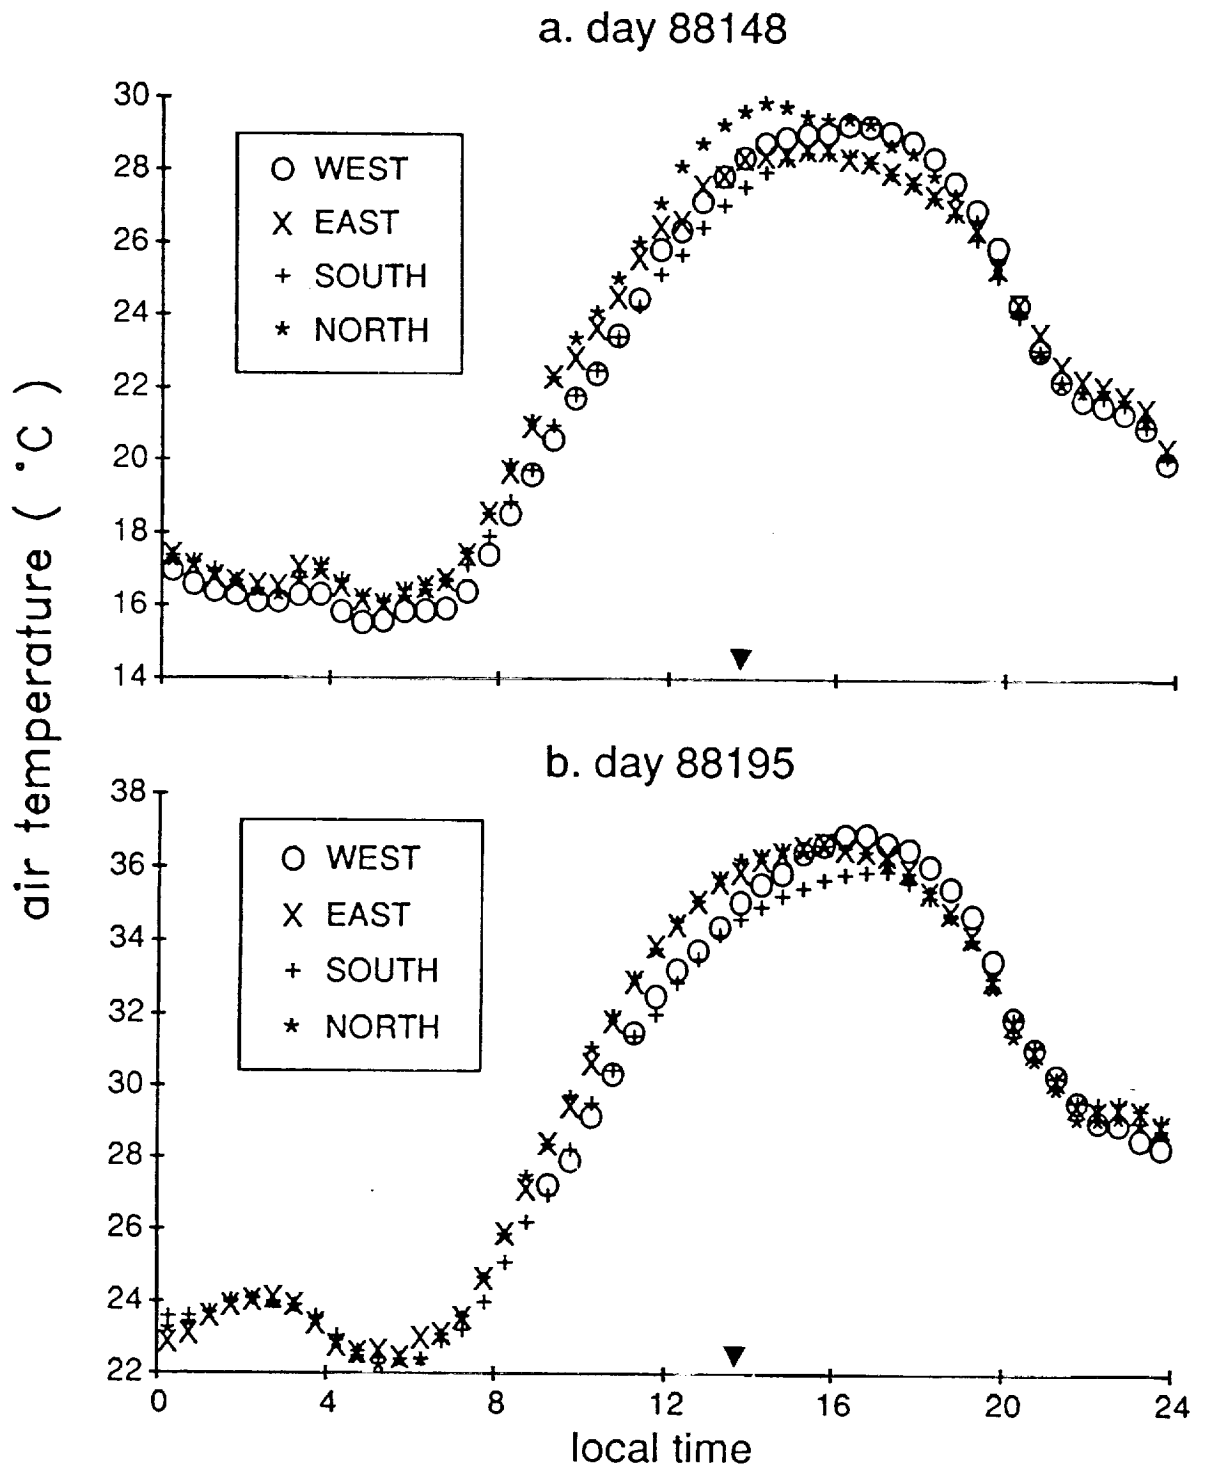 a. day 88148
30
28
26
24
22
20
18
16
14
WEST
EAST
SOUTH
NORTH
air temperature ( °C )
b. day 88195
38
36
34
32
30
28
26
24
22
WEST
EAST
SOUTH
NORTH
0 4 8 12 16 20 24
local time